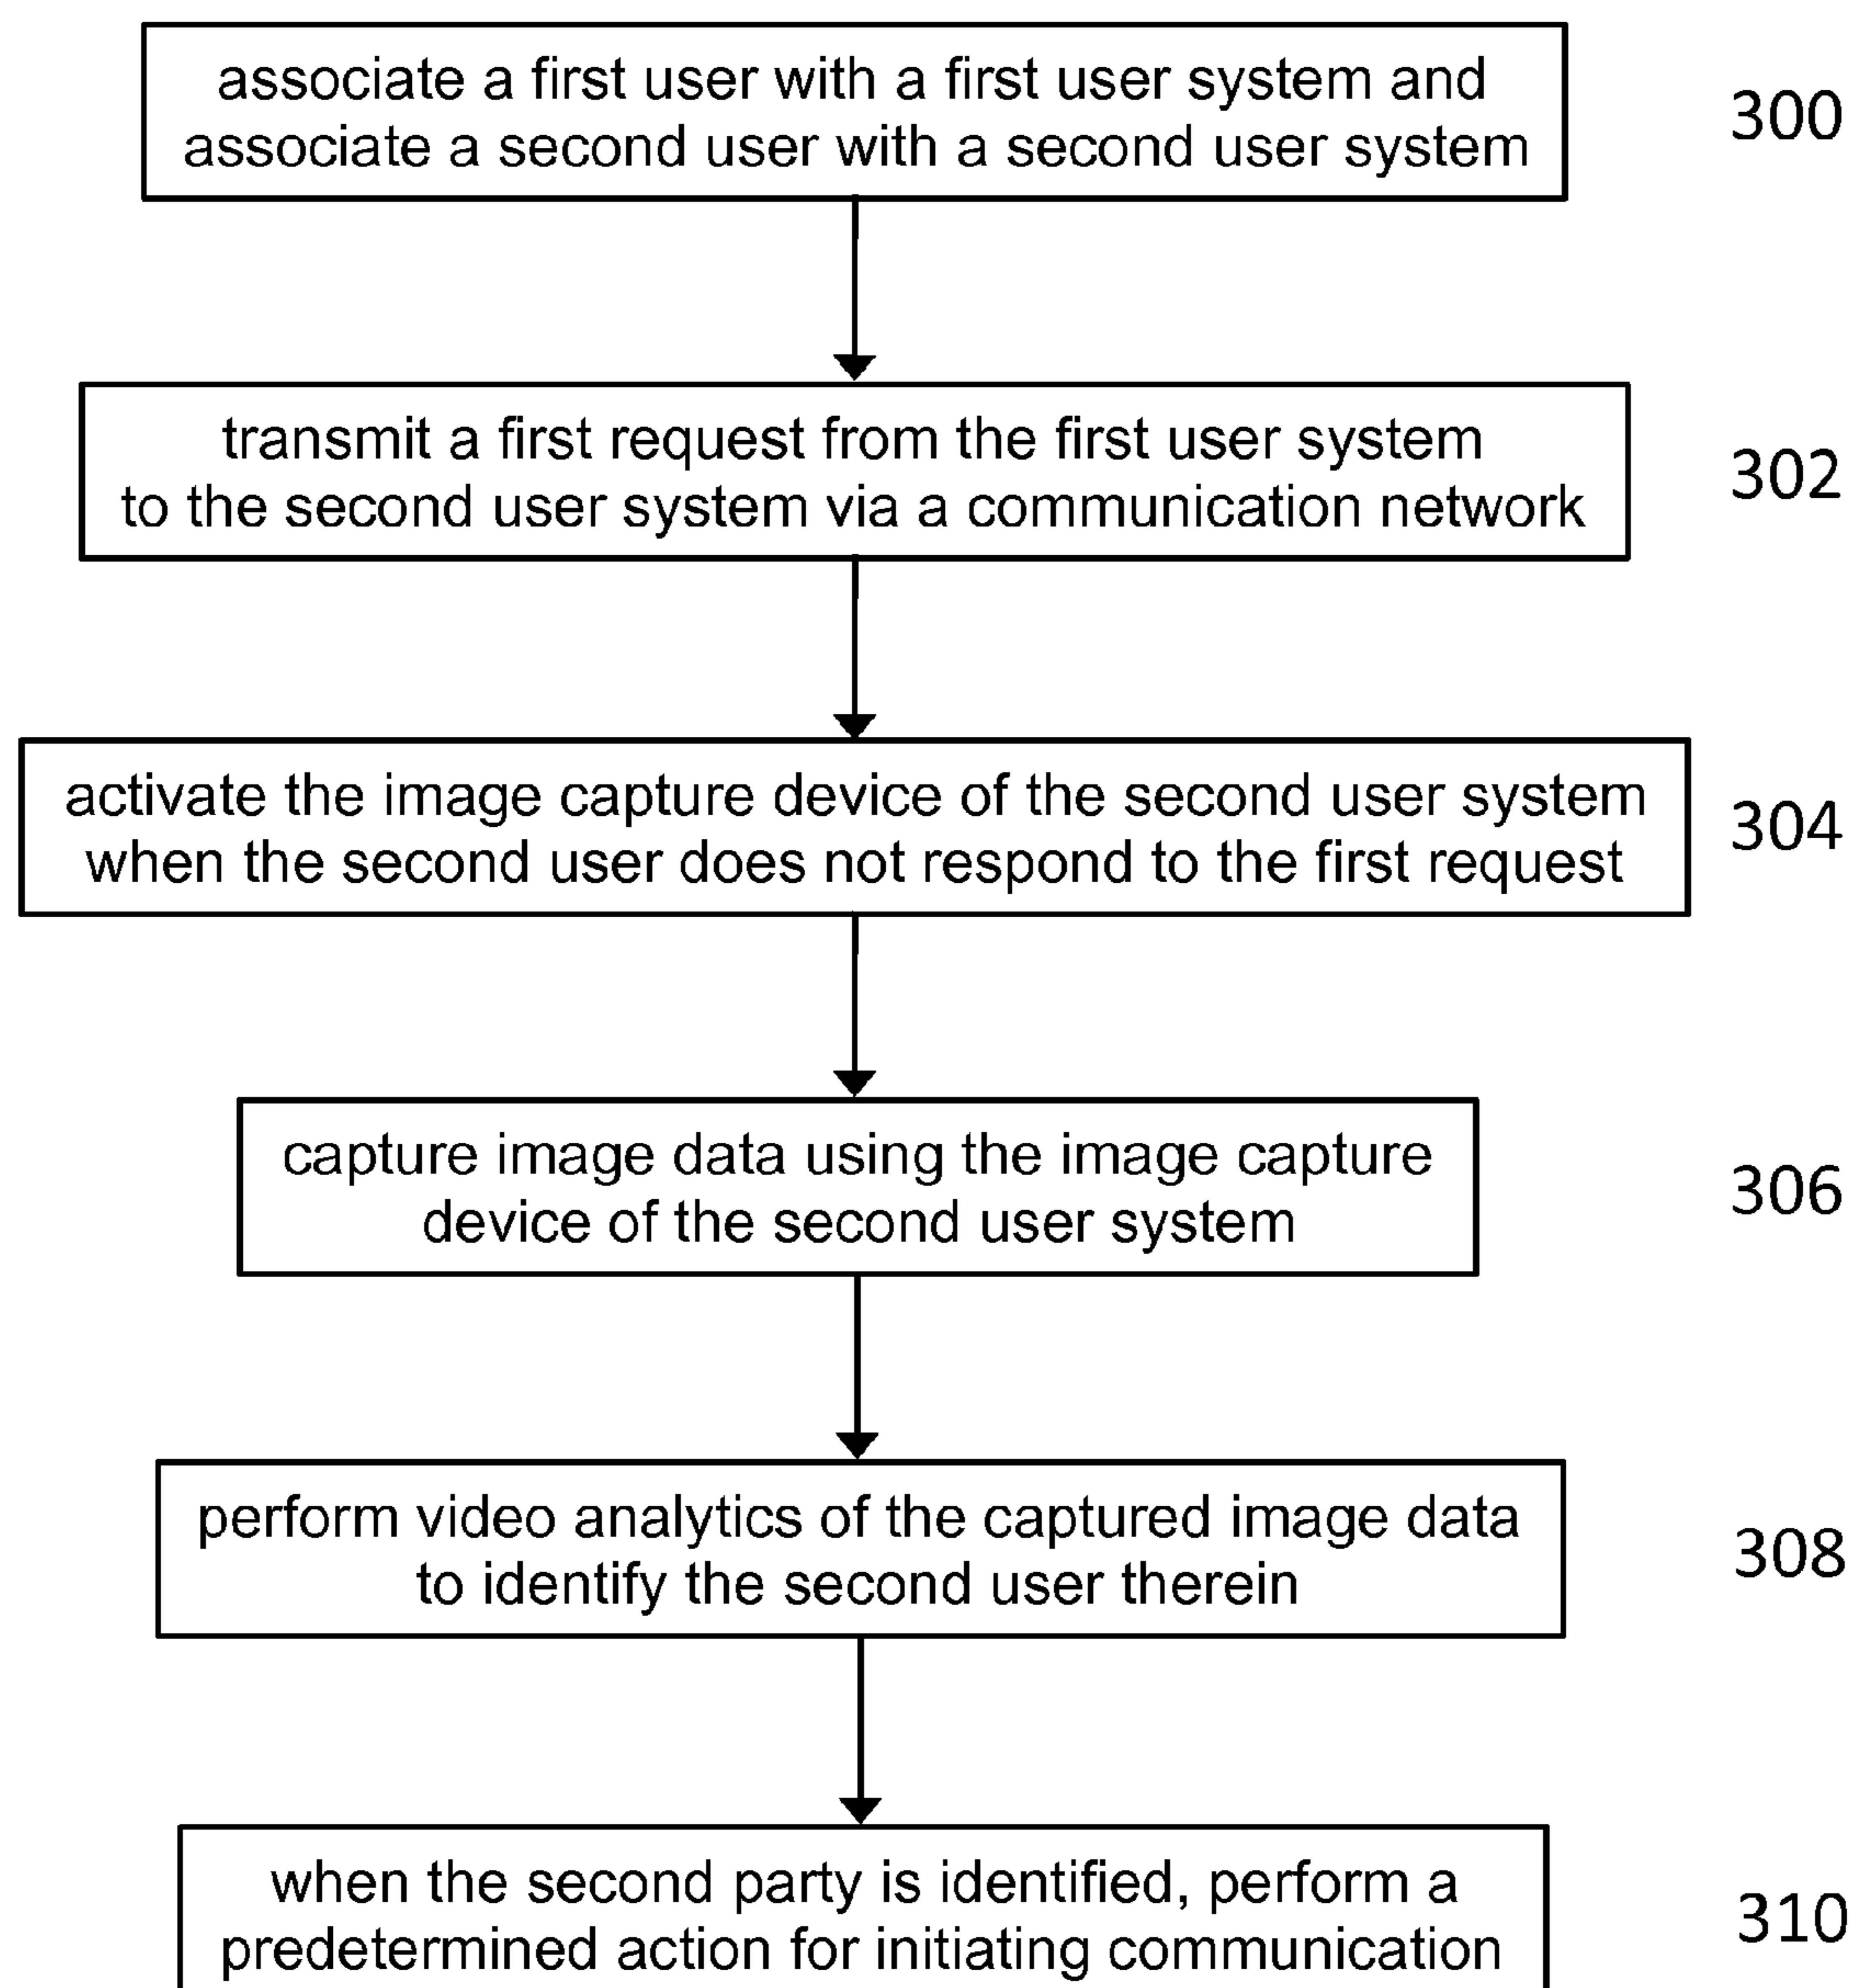 associate a first user with a first user system and
associate a second user with a second user system
300
transmit a first request from the first user system
to the second user system via a communication network
302
activate the image capture device of the second user system
when the second user does not respond to the first request
304
capture image data using the image capture
device of the second user system
306
perform video analytics of the captured image data
to identify the second user therein
308
when the second party is identified, perform a
predetermined action for initiating communication
310